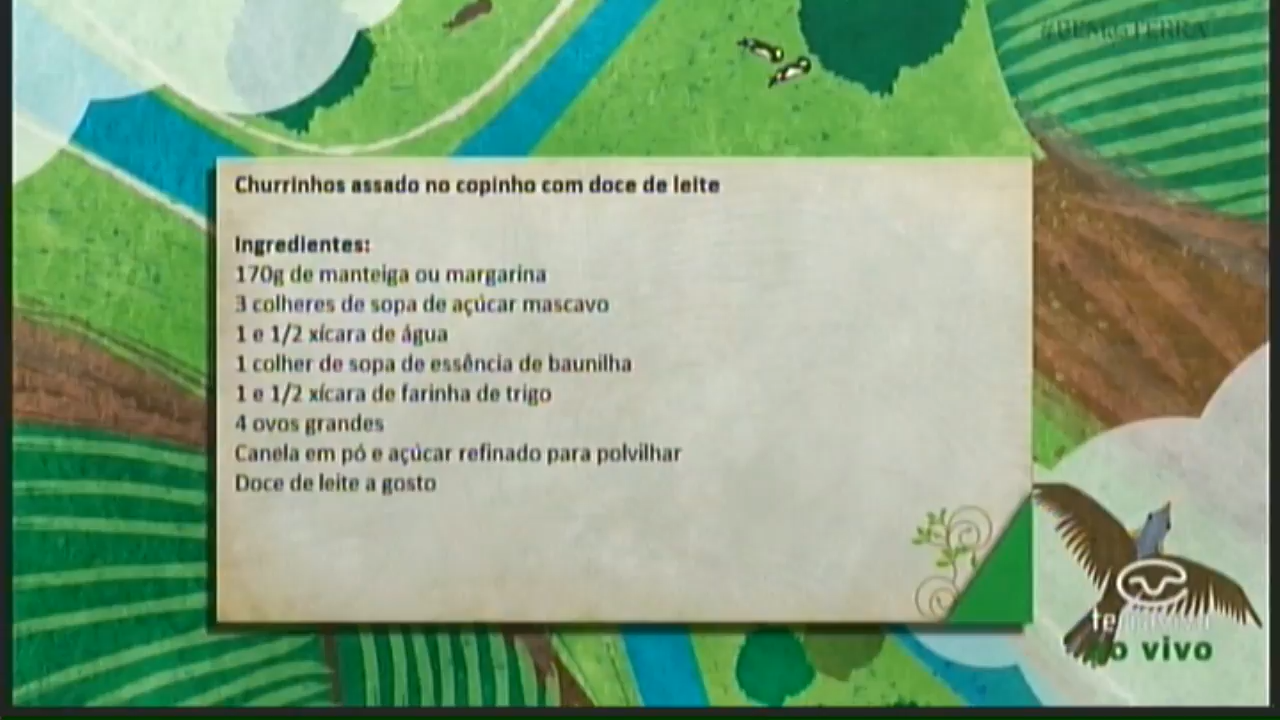 #BEMdaTERRA
Churrinhos assado no copinho com doce de leite
Ingredientes:
170g de manteiga ou margarina
3 colheres de sopa de açúcar mascavo
1 e 1/2 xícara de água
1 colher de sopa de essência de baunilha
1 e 1/2 xícara de farinha de trigo
4 ovos grandes
Canela em pó e açúcar refinado para polvilhar
Doce de leite a gosto
ao vivo